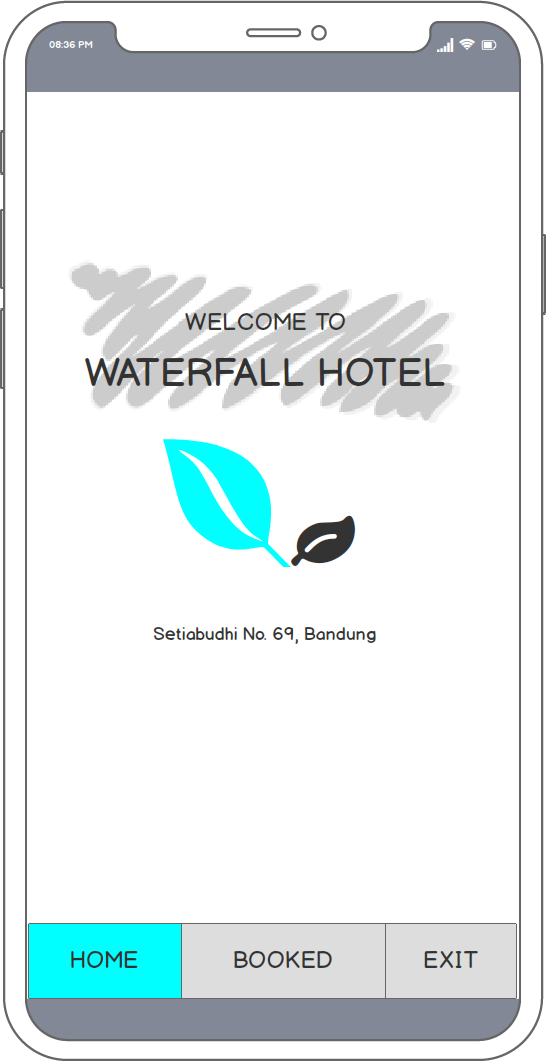 08:36 PM
WELCOME TO
WATERFALL HOTEL
Setiabudhi No. 69, Bandung
HOME BOOKED EXIT